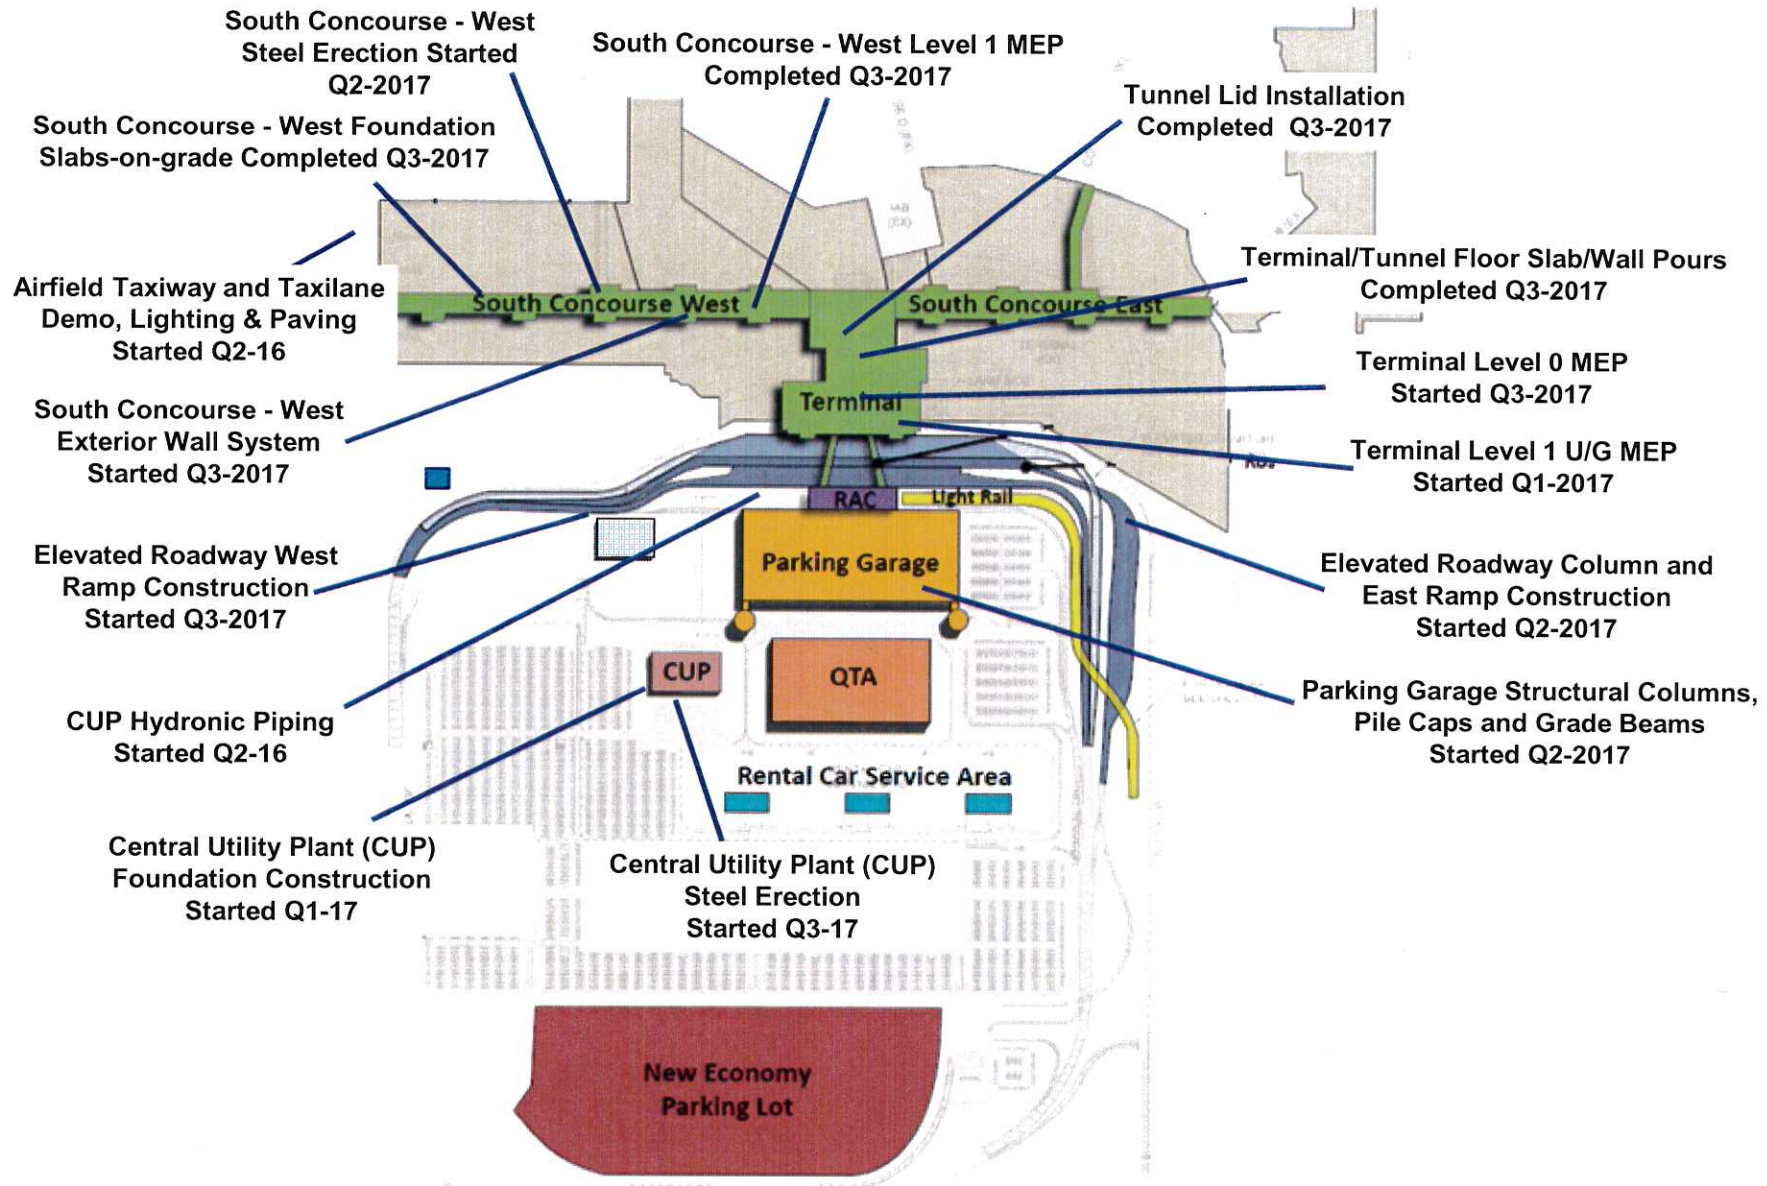 South Concourse - West
Steel Erection Started
Q2-2017
South Concourse - West Level 1 MEP
Completed Q3-2017
Tunnel Lid Installation
Completed Q3-2017
South Concourse - West Foundation
Slabs-on-grade Completed Q3-2017
Airfield Taxiway and Taxilane
Demo, Lighting & Paving
Started Q2-16
South Concourse West
South Concourse East
Terminal/Tunnel Floor Slab/Wall Pours
Completed Q3-2017
Terminal Level 0 MEP
Started Q3-2017
South Concourse - West
Exterior Wall System
Started Q3-2017
Terminal
Terminal Level 1 U/G MEP
Started Q1-2017
RAC
Light Rail
Elevated Roadway West
Ramp Construction
Started Q3-2017
Parking Garage
Elevated Roadway Column and
East Ramp Construction
Started Q2-2017
CUP
QTA
Parking Garage Structural Columns,
Pile Caps and Grade Beams
Started Q2-2017
CUP Hydronic Piping
Started Q2-16
Rental Car Service Area
Central Utility Plant (CUP)
Foundation Construction
Started Q1-17
Central Utility Plant (CUP)
Steel Erection
Started Q3-17
New Economy
Parking Lot